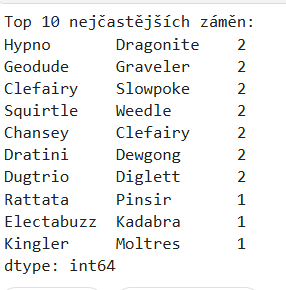 Top 10 nejčastějších záměn:
Hypno Dragonite 2
Geodude Graveler 2
Clefairy Slowpoke 2
Squirtle Weedle 2
Chansey Clefairy 2
Dratini Dewgong 2
Dugtrio Diglett 2
Rattata Pinsir 1
Electabuzz Kadabra 1
Kingler Moltres 1
dtype: int64